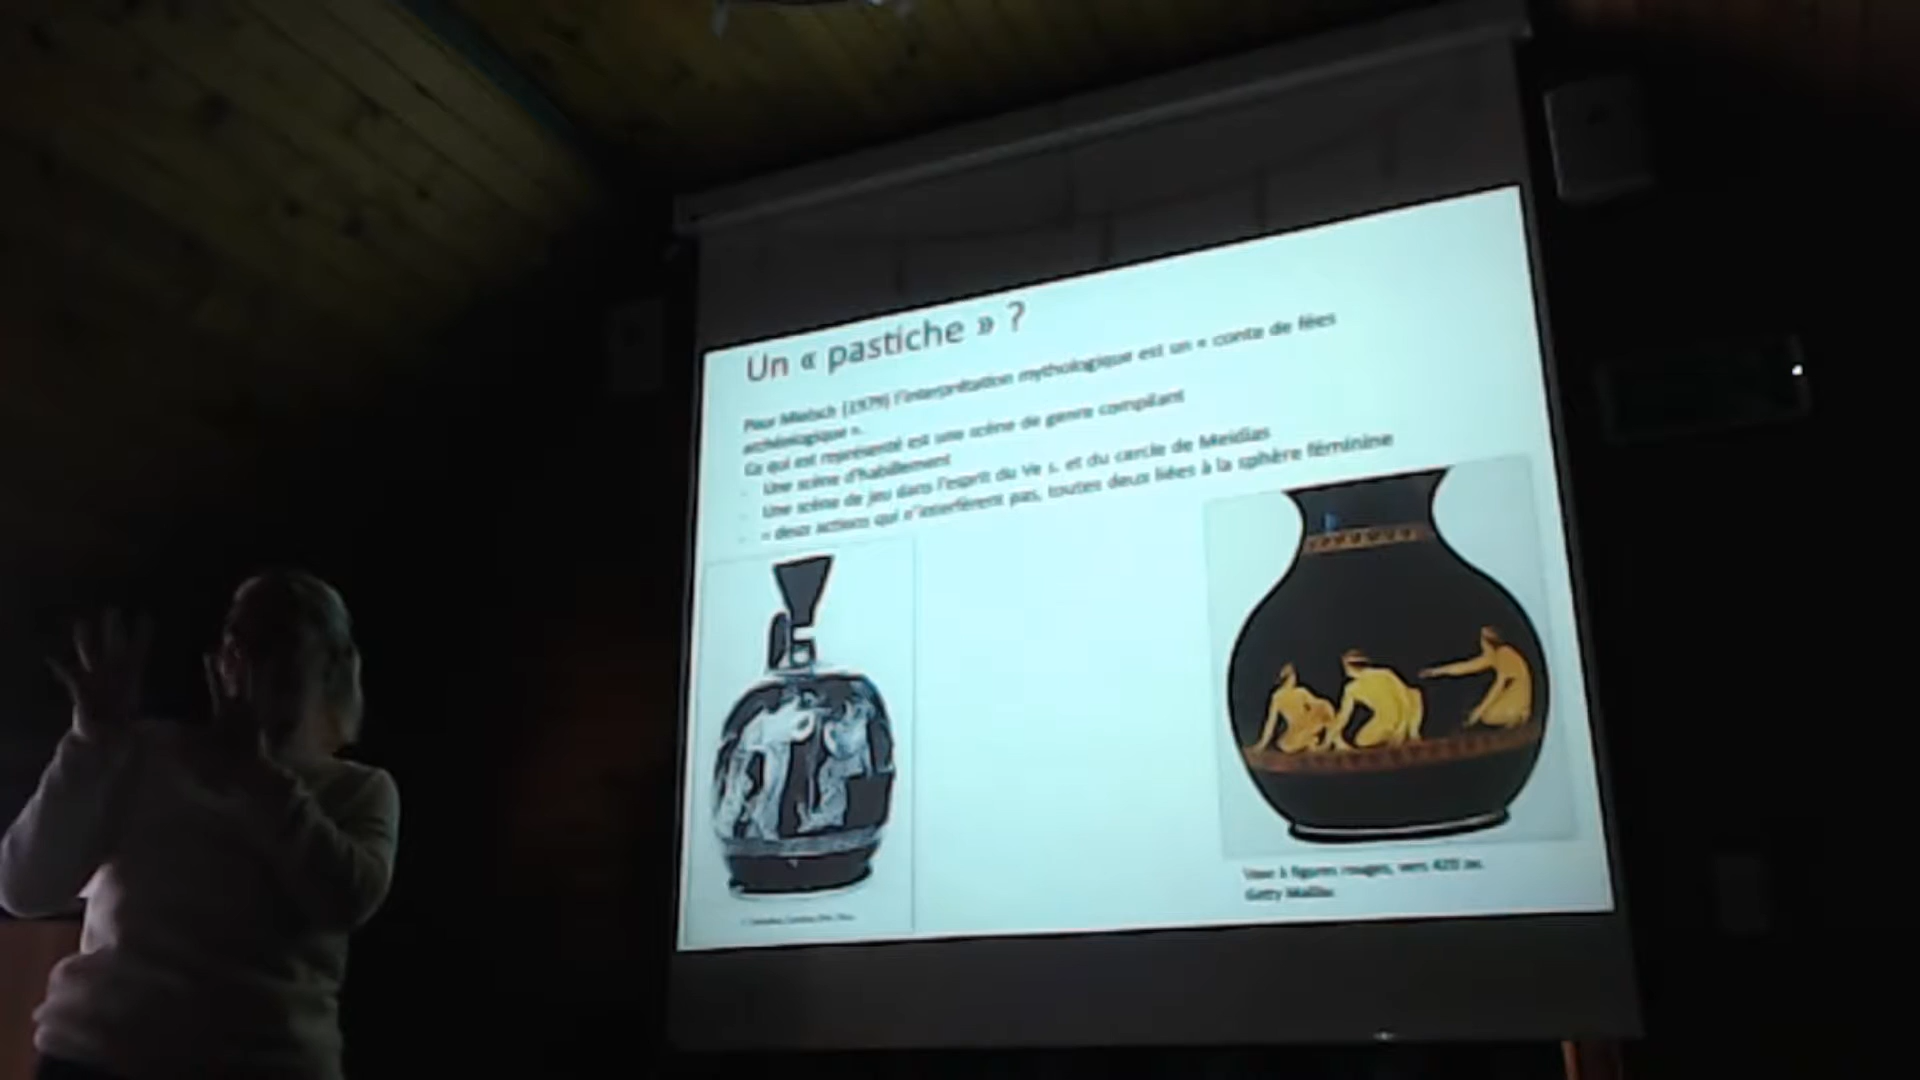 Un « pastiche » ?
Pour Mielsch (1979) l'interprétation mythologique est un « conte de fées
archéologique ».
Ce qui est représenté est une scène de genre compilant
- Une scène d'habillement
- Une scène de jeu dans l'esprit du Ve s. et du cercle de Meidias
- « deux actions qui n'interfèrent pas, toutes deux liées à la sphère féminine
Vase à figures rouges, vers 420 av.
Getty Malibu